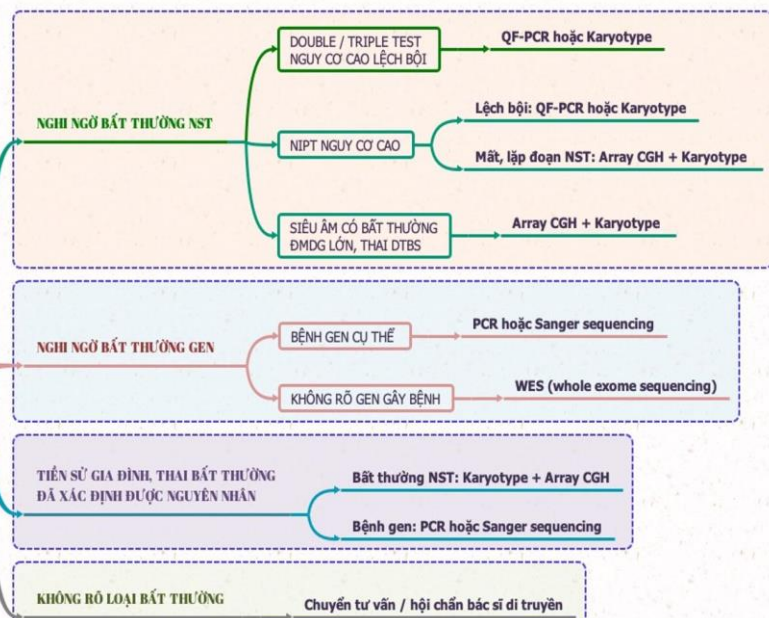 NGHI NGỜ BẤT THƯỜNG NST
DOUBLE / TRIPLE TEST
NGUY CƠ CAO LỆCH BỘI
QF-PCR hoặc Karyotype
NIPT NGUY CƠ CAO
Lệch bội: QF-PCR hoặc Karyotype
Mất, lặp đoạn NST: Array CGH + Karyotype
SIÊU ÂM CÓ BẤT THƯỜNG
ĐMDG LỚN, THAI DTBS
Array CGH + Karyotype
NGHI NGỜ BẤT THƯỜNG GEN
BỆNH GEN CỤ THỂ
PCR hoặc Sanger sequencing
KHÔNG RÕ GEN GÂY BỆNH
WES (whole exome sequencing)
TIỀN SỬ GIA ĐÌNH, THAI BẤT THƯỜNG
ĐÃ XÁC ĐỊNH ĐƯỢC NGUYÊN NHÂN
Bất thường NST: Karyotype + Array CGH
Bệnh gen: PCR hoặc Sanger sequencing
KHÔNG RÕ LOẠI BẤT THƯỜNG
Chuyển tư vấn / hội chẩn bác sĩ di truyền